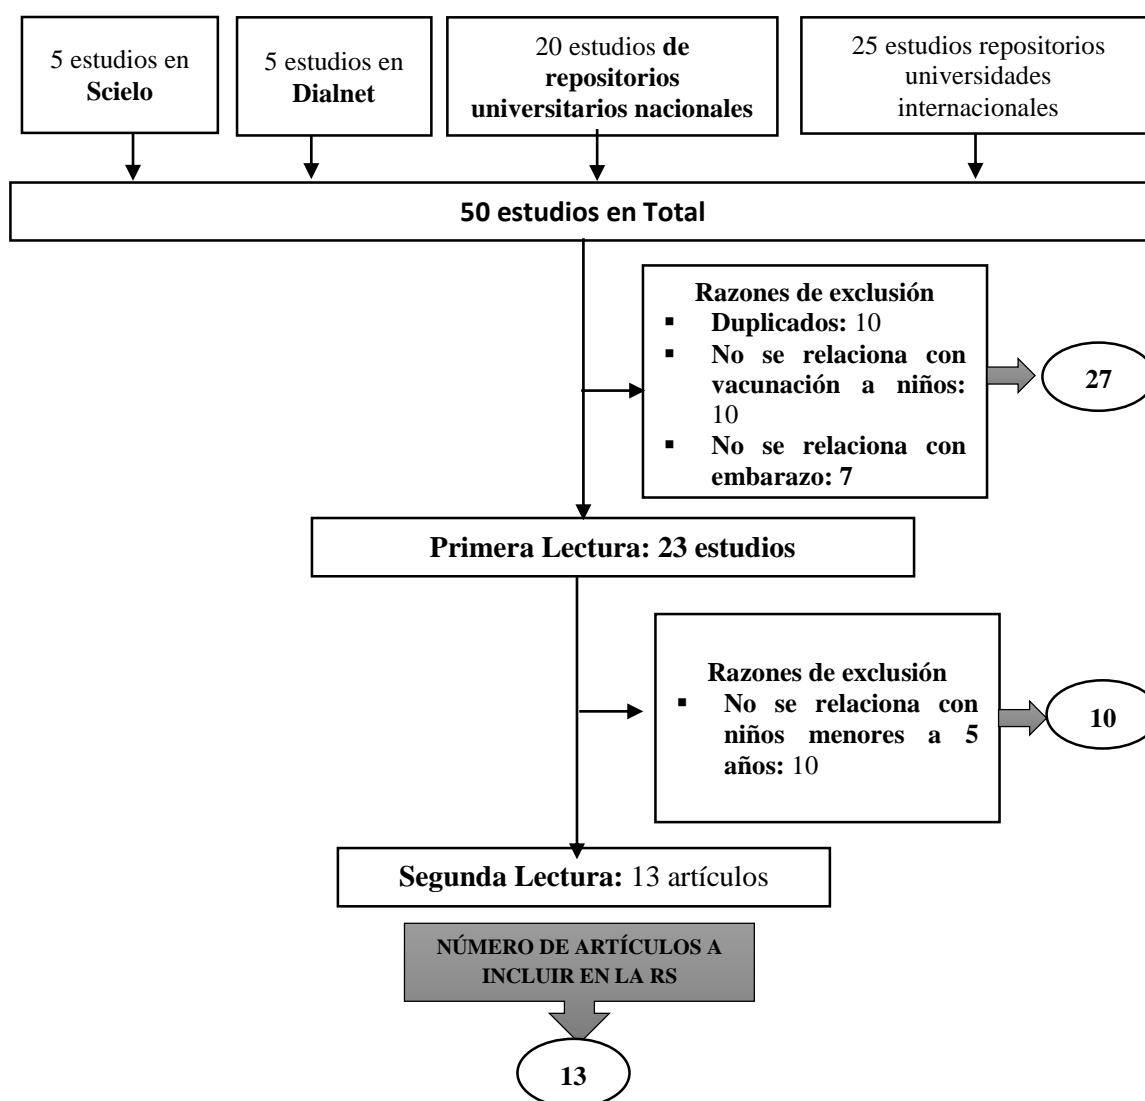 5 estudios en
Scielo
5 estudios en
Dialnet
20 estudios de
repositorios
universitarios nacionales
25 estudios repositorios
universidades
internacionales
50 estudios en Total
Razones de exclusión
▪ Duplicados: 10
▪ No se relaciona con
vacunación a niños:
10
▪ No se relaciona con
embarazo: 7
27
Primera Lectura: 23 estudios
Razones de exclusión
▪ No se relaciona con
niños menores a 5
años: 10
10
Segunda Lectura: 13 artículos
NÚMERO DE ARTÍCULOS A
INCLUIR EN LA RS
13